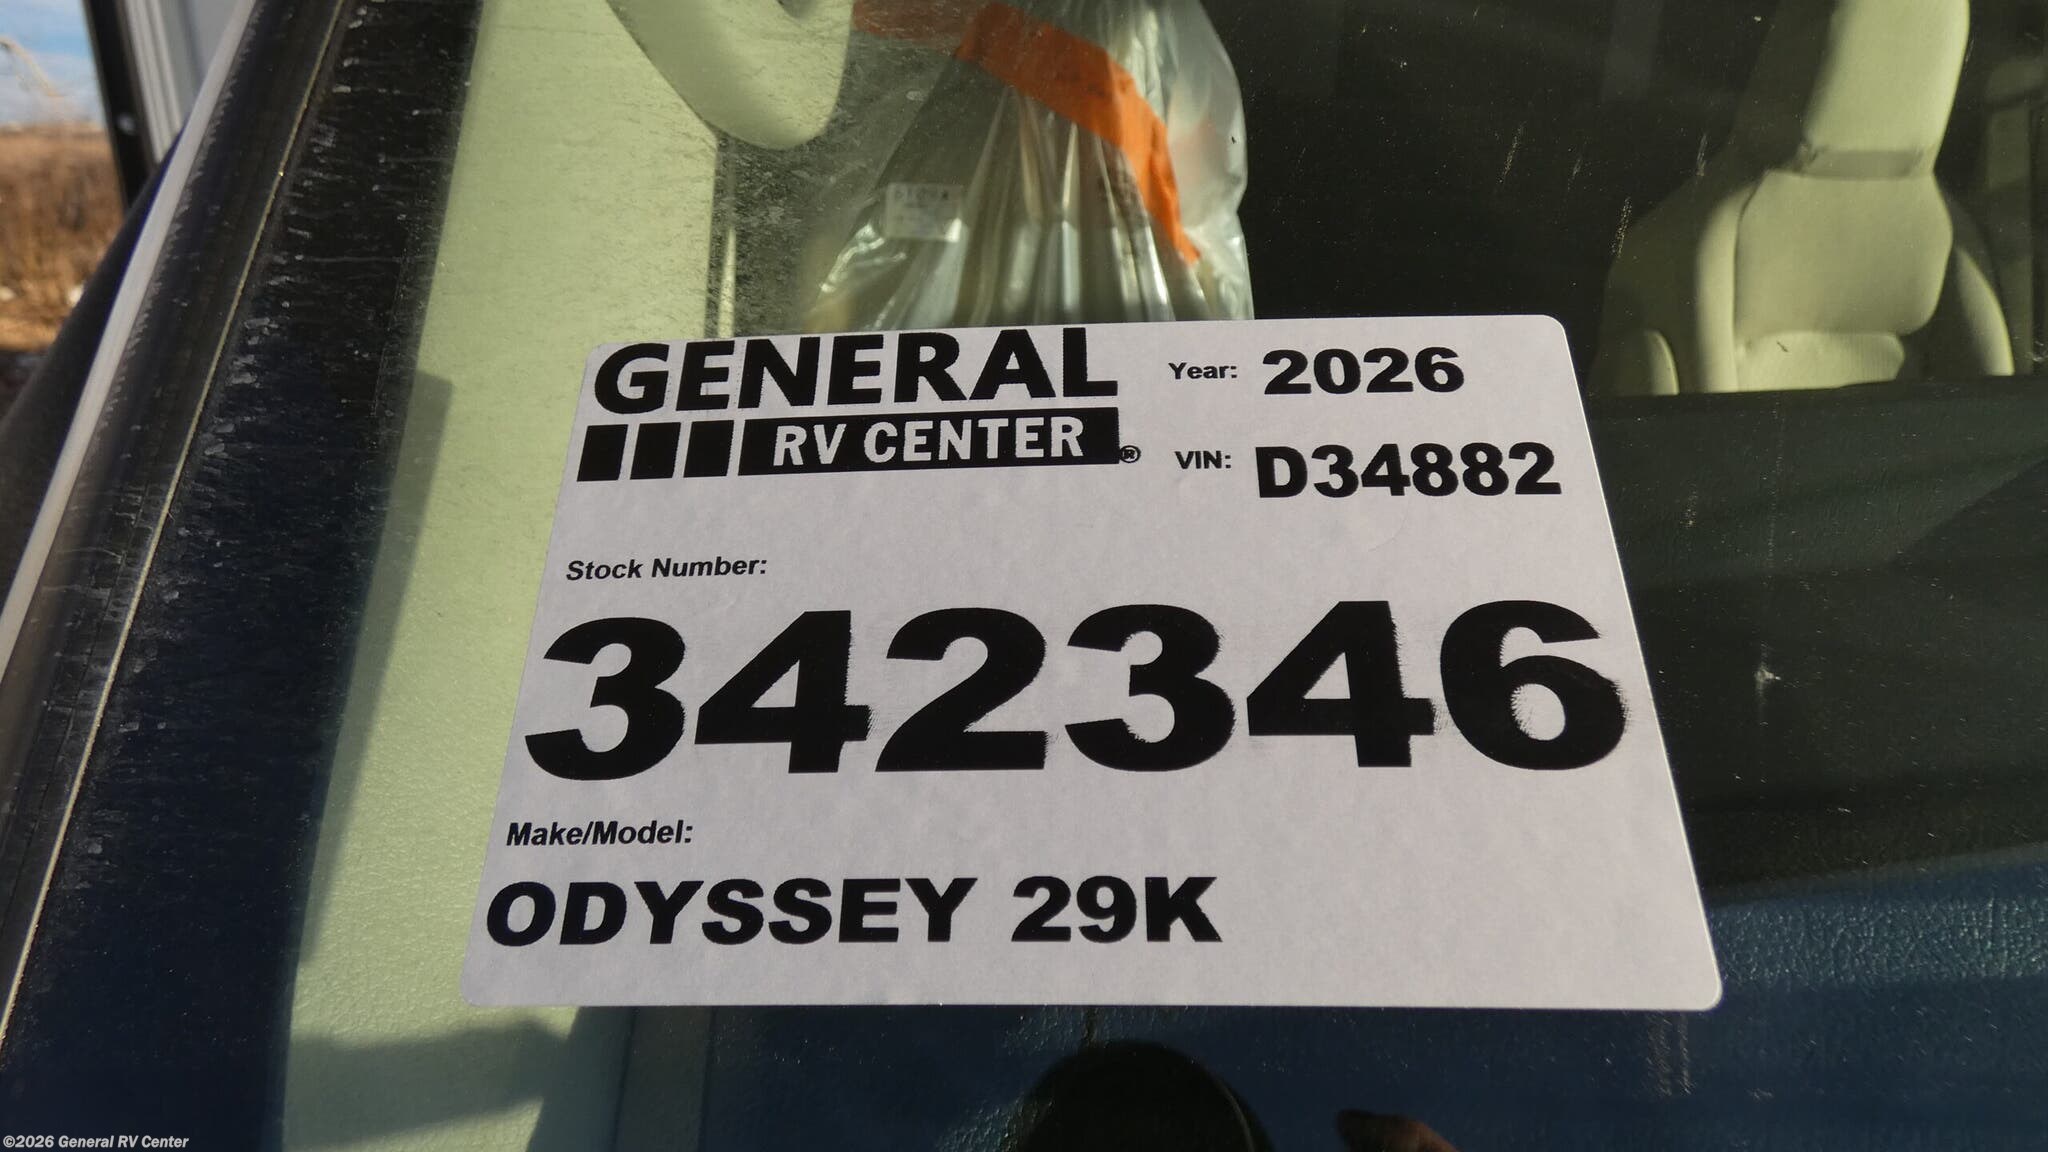 GENERAL
RV CENTER®
Year: 2026
VIN: D34882
Stock Number:
342346
Make/Model:
ODYSSEY 29K
©2026 General RV Center